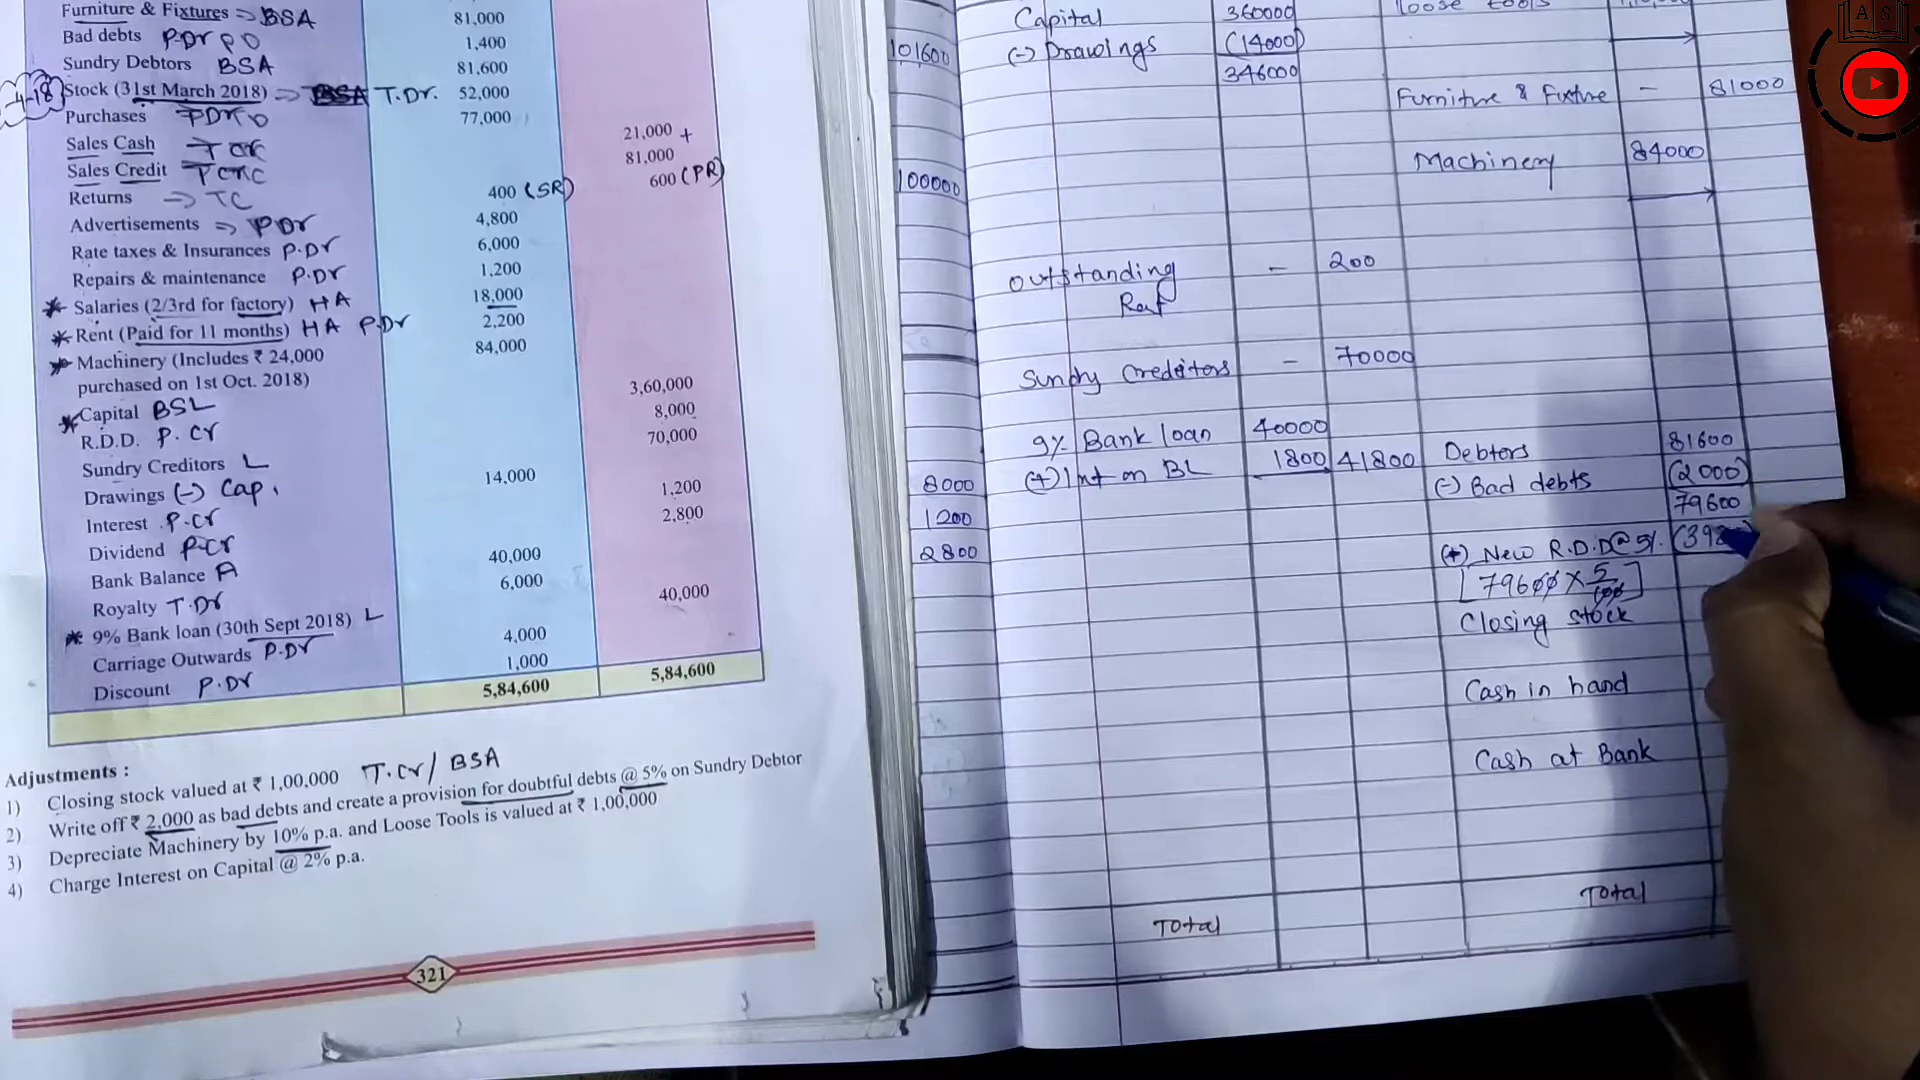 Furniture & Fixtures => BSA 81,000
Bad debts P.Dr 1,400
Sundry Debtors BSA 81,600
4-18 Stock (31st March 2018) => BSA T.Dr. 52,000
Purchases 77,000
Sales Cash 21,000 +
Sales Credit 81,000
Returns -> TC 400 (SR) 600 (PR)
Advertisements => PDr 4,800
Rate taxes & Insurances P.Dr 6,000
Repairs & maintenance P.Dr 1,200
* Salaries (2/3rd for factory) HA 18,000
* Rent (Paid for 11 months) HA P.Dr 2,200
* Machinery (Includes ₹ 24,000 84,000
purchased on 1st Oct. 2018)
* Capital BSL 3,60,000
R.D.D. P. Cr 8,000
Sundry Creditors L 70,000
Drawings (-) Cap. 14,000
Interest P.Cr 1,200
Dividend P.Cr 2,800
Bank Balance A 40,000
Royalty T.Dr 6,000
* 9% Bank loan (30th Sept 2018) L 40,000
Carriage Outwards P.Dr 4,000
Discount P.Dr 1,000
5,84,600 5,84,600
Adjustments :
1) Closing stock valued at ₹ 1,00,000 T.Cr/ BSA
2) Write off ₹ 2,000 as bad debts and create a provision for doubtful debts @ 5% on Sundry Debtor
3) Depreciate Machinery by 10% p.a. and Loose Tools is valued at ₹ 1,00,000
4) Charge Interest on Capital @ 2% p.a.
321
101600
100000
8000
1200
2800
Capital 360000
(-) Drawings (14000)
346000
Outstanding - 200
Sundry Creditors - 70000
9% Bank loan 40000
(+) Int on BL 1800 41800
Total
Loose tools
Furniture & Fixture - 81000
Machinery 84000
Debtors 81600
(-) Bad debts (2000)
79600
New R.D.D @ 5%.
[79600 × 5/100]
Closing stock
Cash in hand
Cash at Bank
Total
A S